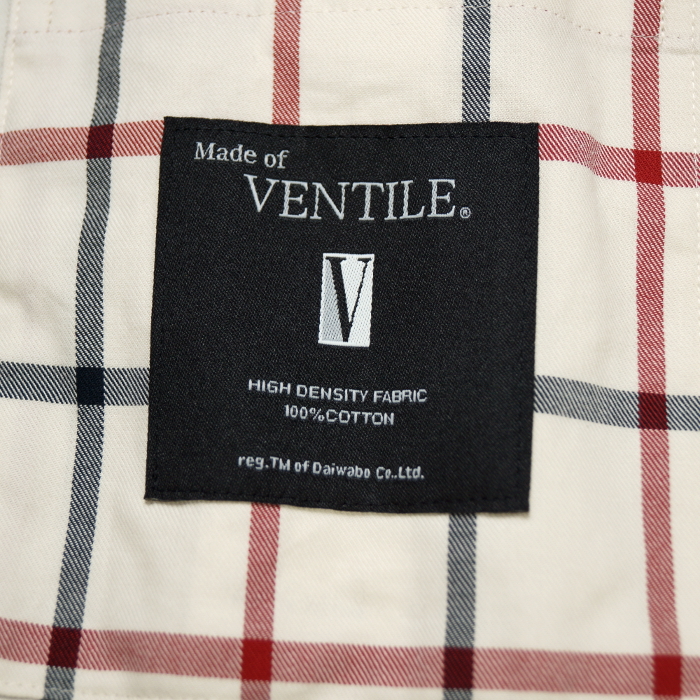 Made of
VENTILE®
V
HIGH DENSITY FABRIC
100%COTTON
reg.TM of Daiwabo Co.,Ltd.